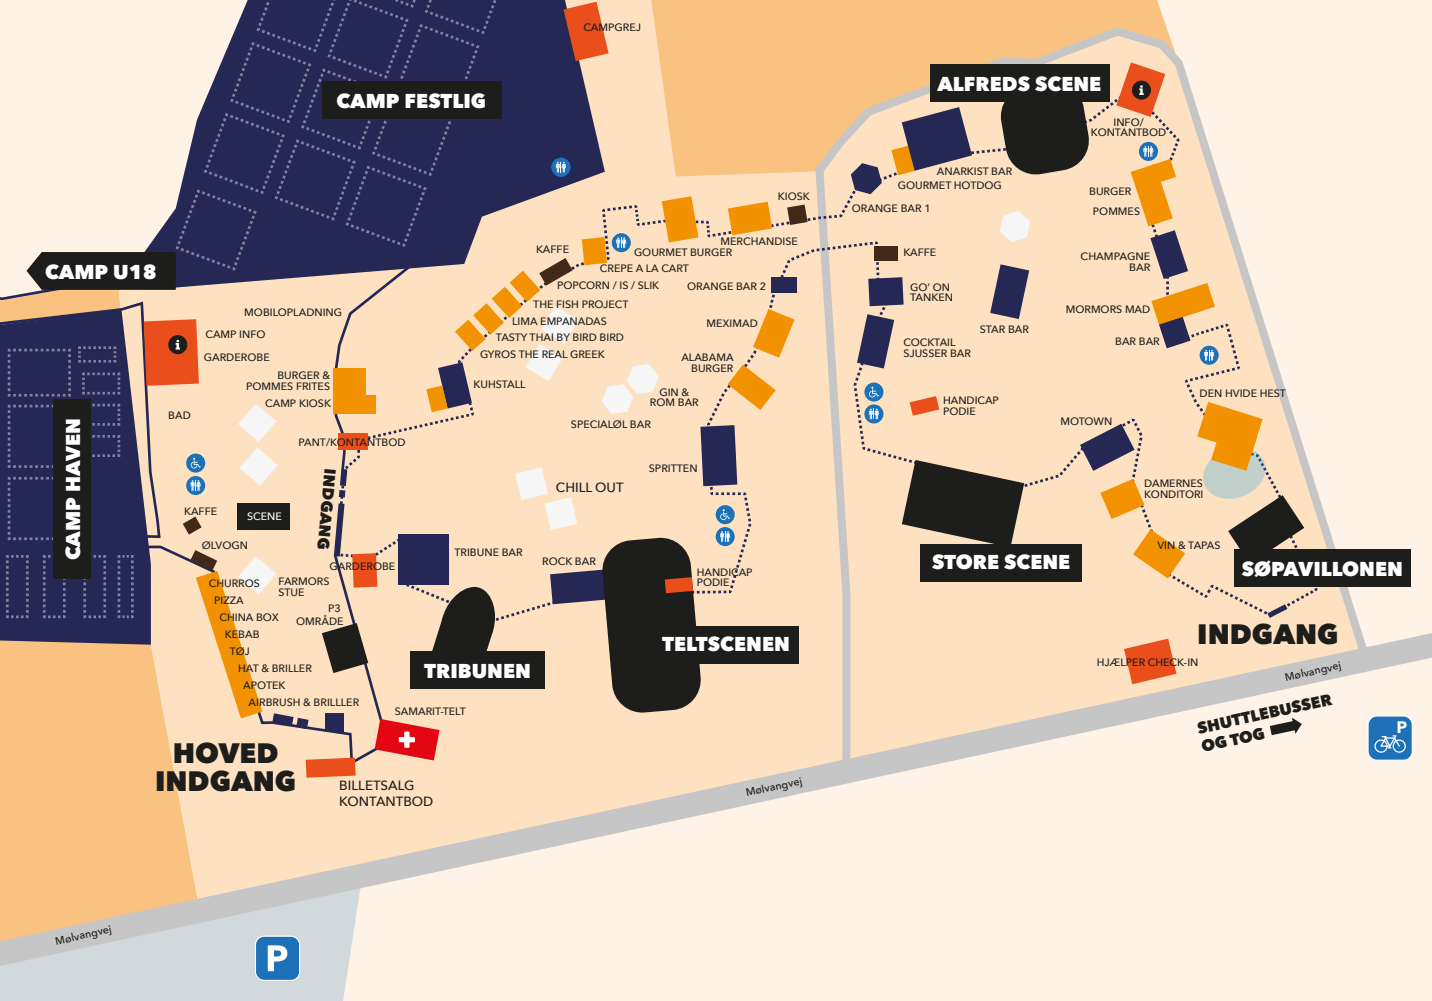 CAMPGREJ
CAMP FESTLIG
ALFREDS SCENE
i
INFO/
KONTANTBOD
ANARKIST BAR
GOURMET HOTDOG
ORANGE BAR 1
BURGER
POMMES
KIOSK
MERCHANDISE
GOURMET BURGER
KAFFE
CREPE A LA CART
POPCORN / IS / SLIK
THE FISH PROJECT
LIMA EMPANADAS
TASTY THAI BY BIRD BIRD
GYROS THE REAL GREEK
KUHSTALL
CAMP U18
MOBILOPLADNING
i
CAMP INFO
GARDEROBE
BURGER &
POMMES FRITES
CAMP KIOSK
BAD
PANT/KONTANTBOD
CAMP HAVEN
INDGANG
KAFFE
SCENE
ØLVOGN
ORANGE BAR 2
MEXIMAD
ALABAMA
BURGER
GIN &
ROM BAR
SPECIALØL BAR
SPRITTEN
CHILL OUT
KAFFE
GO' ON
TANKEN
COCKTAIL
SJUSSER BAR
STAR BAR
HANDICAP
PODIE
CHAMPAGNE
BAR
MORMORS MAD
BAR BAR
DEN HVIDE HEST
MOTOWN
DAMERNES
KONDITORI
VIN & TAPAS
STORE SCENE
SØPAVILLONEN
INDGANG
HJÆLPER CHECK-IN
GARDEROBE
TRIBUNE BAR
ROCK BAR
HANDICAP
PODIE
TELTSCENEN
TRIBUNEN
CHURROS
PIZZA
CHINA BOX
KEBAB
TØJ
HAT & BRILLER
APOTEK
AIRBRUSH & BRILLLER
FARMORS
STUE
P3
OMRÅDE
SAMARIT-TELT
HOVED
INDGANG
BILLETSALG
KONTANTBOD
Mølvangvej
Mølvangvej
Mølvangvej
SHUTTLEBUSSER
OG TOG
P
P